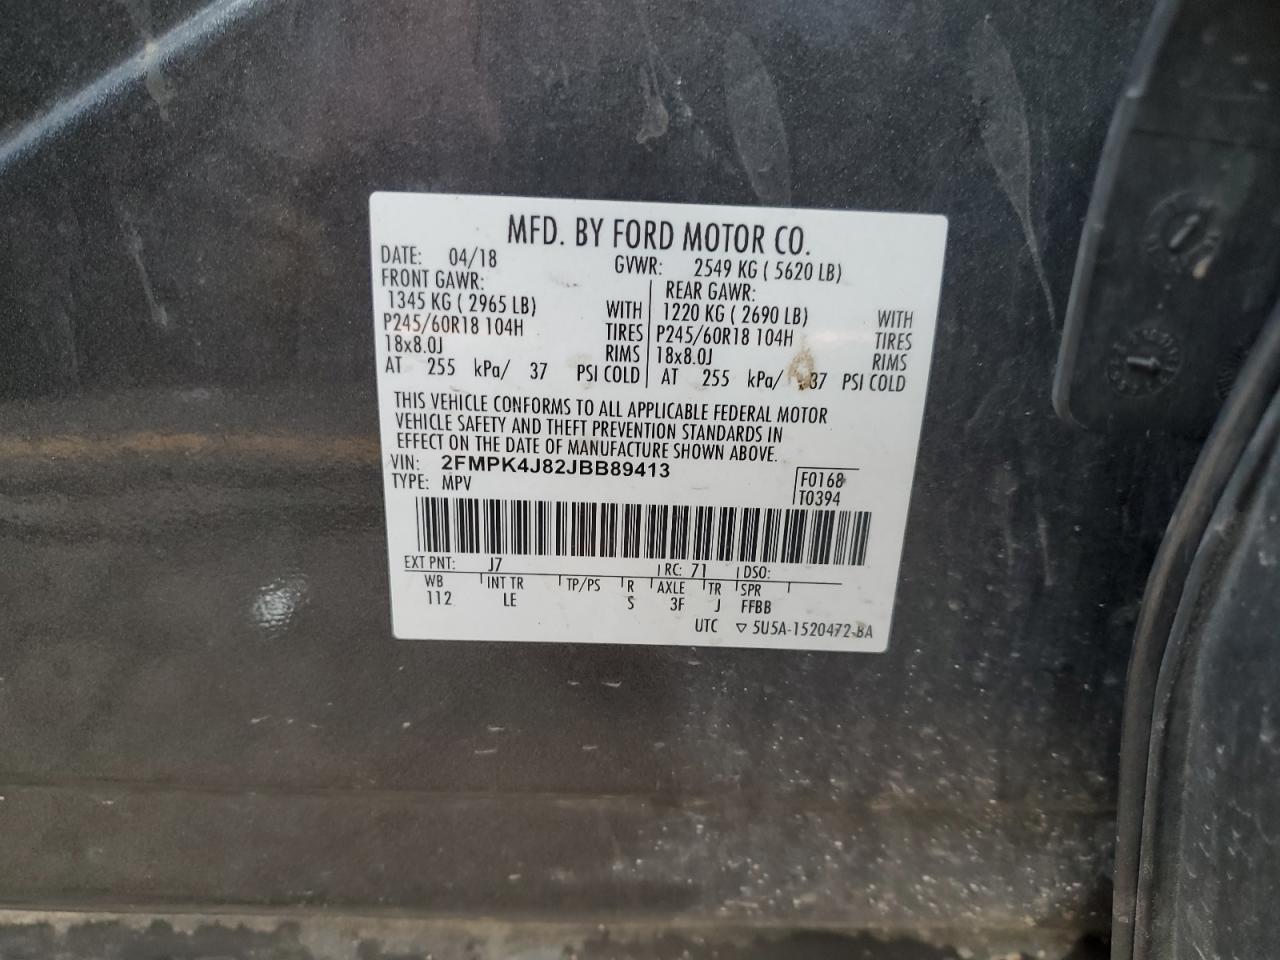 MFD. BY FORD MOTOR CO.
DATE: 04/18 GVWR: 2549 KG ( 5620 LB)
FRONT GAWR: REAR GAWR:
1345 KG ( 2965 LB) WITH 1220 KG ( 2690 LB) WITH
P245/60R18 104H TIRES P245/60R18 104H TIRES
18x8.0J RIMS 18x8.0J RIMS
AT 255 kPa/ 37 PSI COLD AT 255 kPa/ 37 PSI COLD
THIS VEHICLE CONFORMS TO ALL APPLICABLE FEDERAL MOTOR
VEHICLE SAFETY AND THEFT PREVENTION STANDARDS IN
EFFECT ON THE DATE OF MANUFACTURE SHOWN ABOVE.
VIN: 2FMPK4J82JBB89413 F0168
TYPE: MPV T0394
EXT PNT: J7 RC: 71 DSO:
WB INT TR TP/PS R AXLE TR SPR
112 LE S 3F J FFBB
UTC ▽ 5U5A-1520472-BA